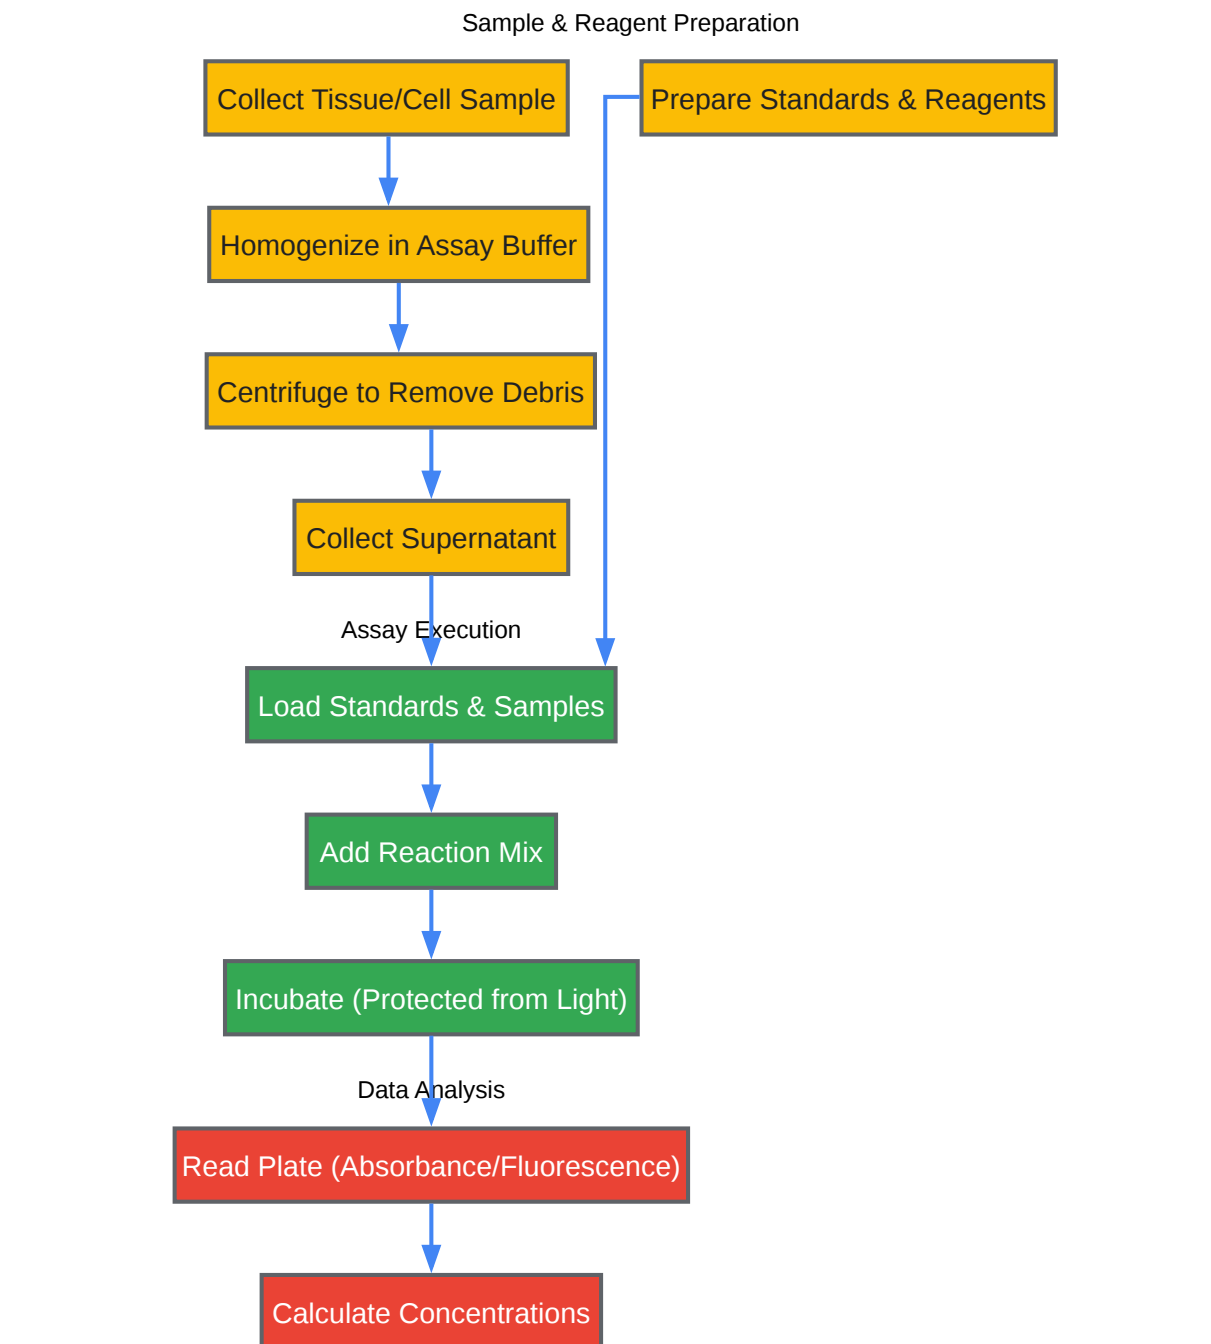 Sample & Reagent Preparation
Collect Tissue/Cell Sample
Prepare Standards & Reagents
Homogenize in Assay Buffer
Centrifuge to Remove Debris
Collect Supernatant
Assay Execution
Load Standards & Samples
Add Reaction Mix
Incubate (Protected from Light)
Data Analysis
Read Plate (Absorbance/Fluorescence)
Calculate Concentrations